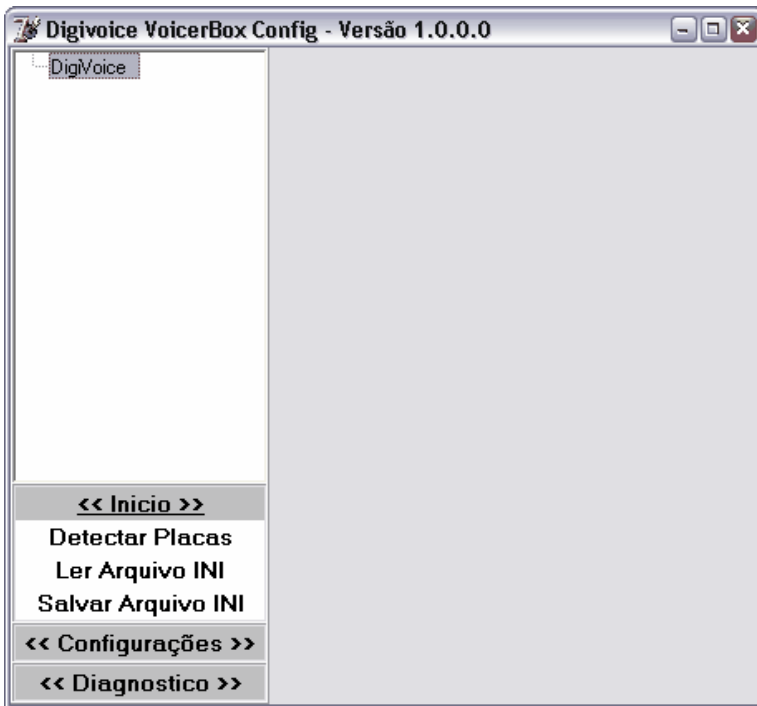 Digivoice VoicerBox Config - Versão 1.0.0.0
DigiVoice
<< Inicio >>
Detectar Placas
Ler Arquivo INI
Salvar Arquivo INI
<< Configurações >>
<< Diagnostico >>